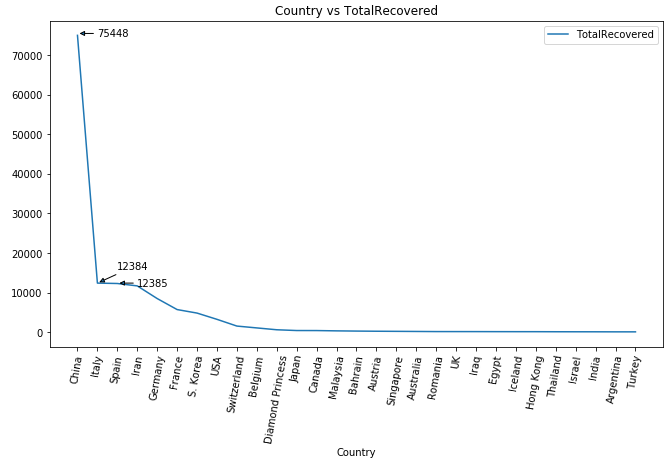 Country vs TotalRecovered
TotalRecovered
75448
12384
12385
70000
60000
50000
40000
30000
20000
10000
0
China
Italy
Spain
Iran
Germany
France
S. Korea
USA
Switzerland
Belgium
Diamond Princess
Japan
Canada
Malaysia
Bahrain
Austria
Singapore
Australia
Romania
UK
Iraq
Egypt
Iceland
Hong Kong
Thailand
Israel
India
Argentina
Turkey
Country